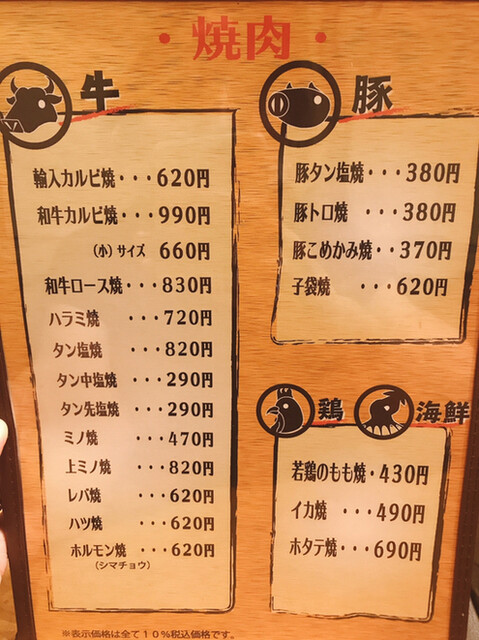 ・焼肉・
牛
輸入カルビ焼・・・620円
和牛カルビ焼・・・990円
(小)サイズ 660円
和牛ロース焼・・・830円
ハラミ焼 ・・・720円
タン塩焼 ・・・820円
タン中塩焼 ・・・290円
タン先塩焼 ・・・290円
ミノ焼 ・・・470円
上ミノ焼 ・・・820円
レバ焼 ・・・620円
ハツ焼 ・・・620円
ホルモン焼 ・・・620円
(シマチョウ)
※表示価格は全て10%税込価格です。
豚
豚タン塩焼・・・380円
豚トロ焼 ・・・380円
豚こめかみ焼・・370円
子袋焼 ・・・620円
鶏 海鮮
若鶏のもも焼・430円
イカ焼 ・・・490円
ホタテ焼・・・690円